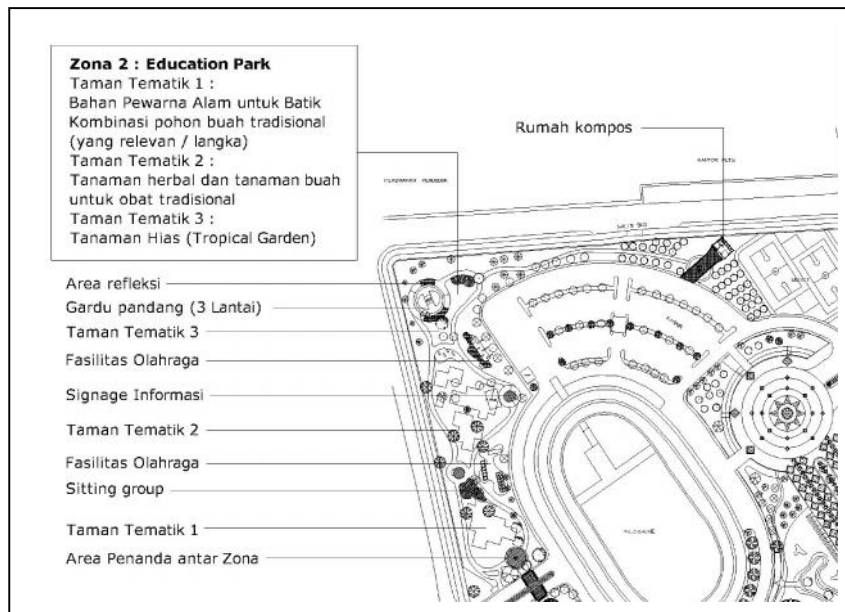 Zona 2 : Education Park
Taman Tematik 1 :
Bahan Pewarna Alam untuk Batik
Kombinasi pohon buah tradisional
(yang relevan / langka)
Taman Tematik 2 :
Tanaman herbal dan tanaman buah
untuk obat tradisional
Taman Tematik 3 :
Tanaman Hias (Tropical Garden)
Rumah kompos
Area refleksi
Gardu pandang (3 Lantai)
Taman Tematik 3
Fasilitas Olahraga
Signage Informasi
Taman Tematik 2
Fasilitas Olahraga
Sitting group
Taman Tematik 1
Area Penanda antar Zona